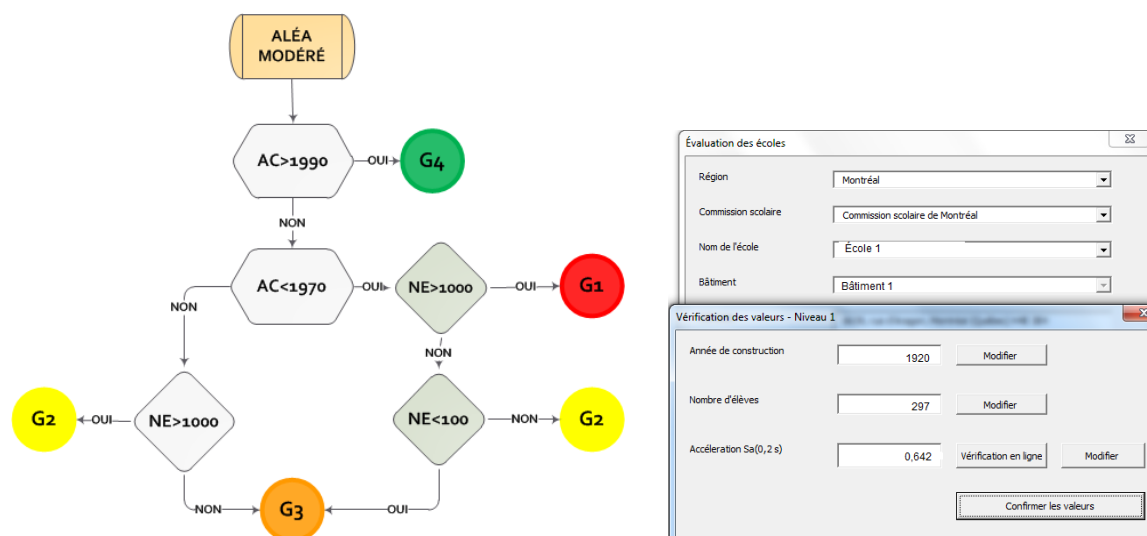 ALÉA
MODÉRÉ
AC>1990
OUI
G4
NON
AC<1970
OUI
NE>1000
OUI
G1
NON
NON
G2
OUI
NE>1000
NE<100
NON
G2
NON
G3
OUI
Évaluation des écoles
Région
Montréal
Commission scolaire
Commission scolaire de Montréal
Nom de l'école
École 1
Bâtiment
Bâtiment 1
Vérification des valeurs - Niveau 1
Année de construction
1920
Modifier
Nombre d'élèves
297
Modifier
Accéleration Sa(0,2 s)
0,642
Vérification en ligne
Modifier
Confirmer les valeurs